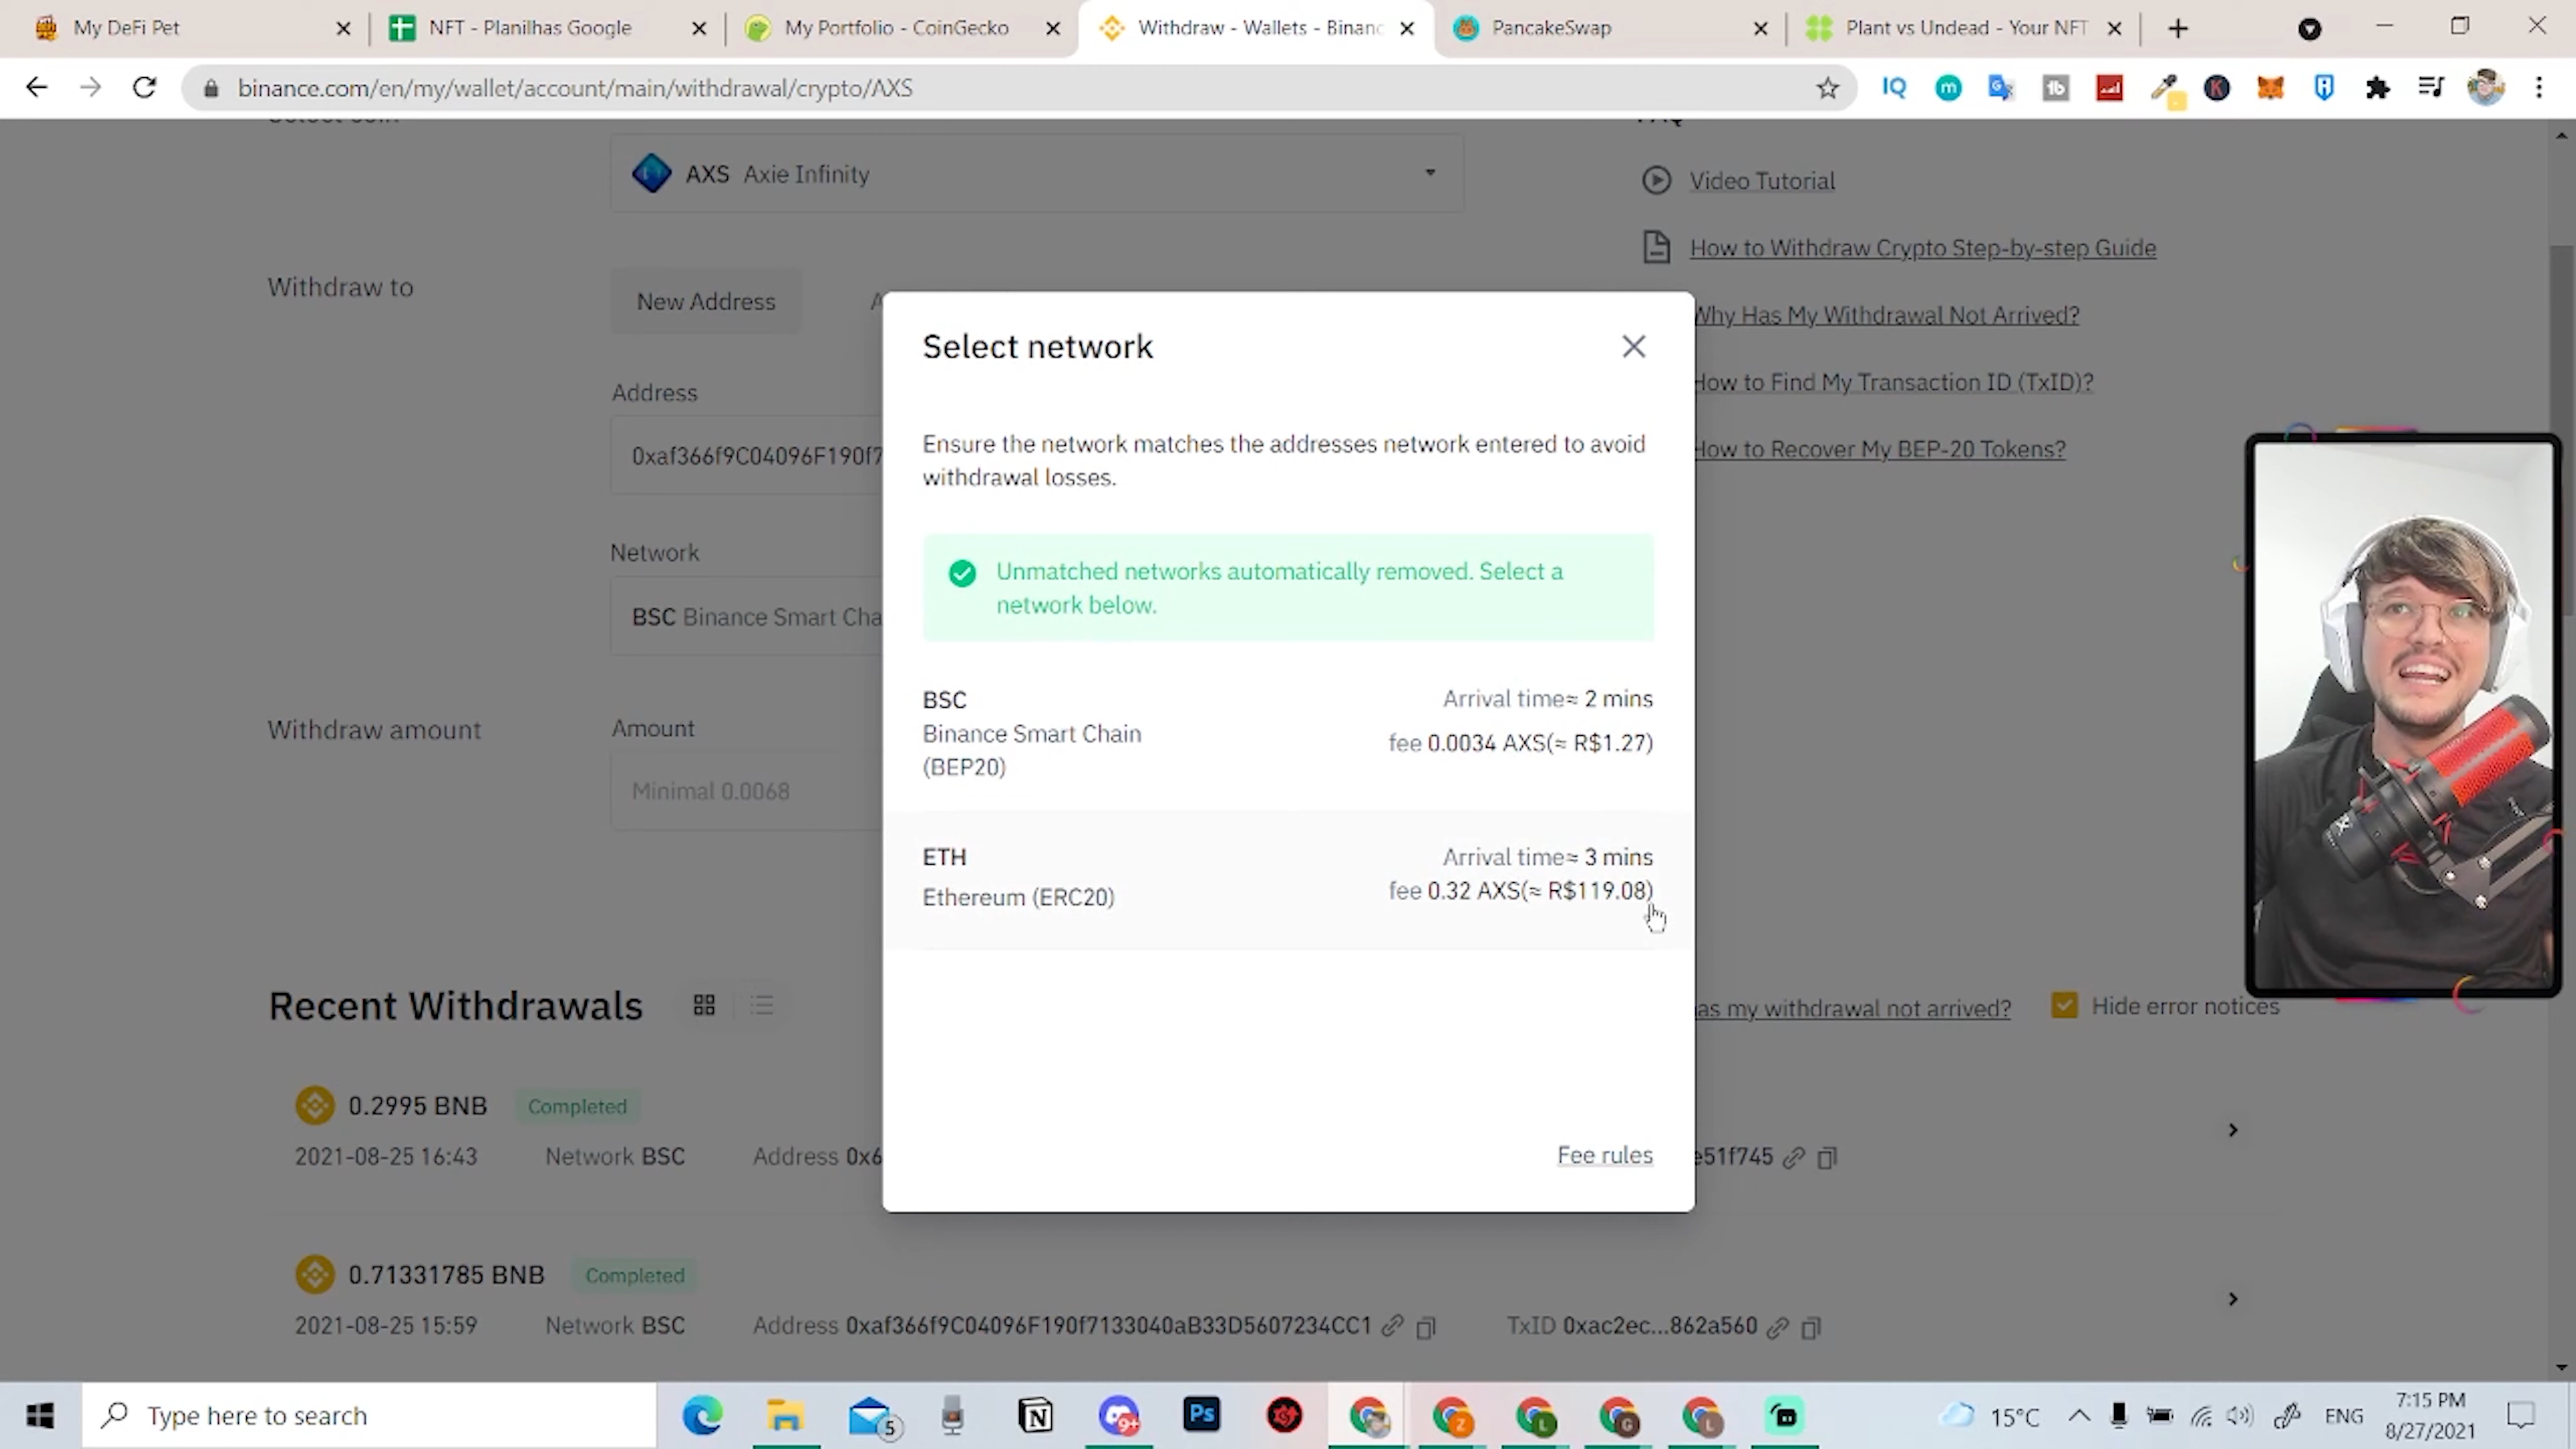 My DeFi Pet
NFT - Planilhas Google
My Portfolio - CoinGecko
Withdraw - Wallets - Binanc
PancakeSwap
Plant vs Undead - Your NFT
binance.com/en/my/wallet/account/main/withdrawal/crypto/AXS
IQ
AXS Axie Infinity
Video Tutorial
How to Withdraw Crypto Step-by-step Guide
Why Has My Withdrawal Not Arrived?
How to Find My Transaction ID (TxID)?
How to Recover My BEP-20 Tokens?
Withdraw to
New Address
Address
0xaf366f9C04096F190f7
Network
BSC Binance Smart Cha
Withdraw amount
Amount
Minimal 0.0068
Select network
Ensure the network matches the addresses network entered to avoid
withdrawal losses.
Unmatched networks automatically removed. Select a
network below.
BSC
Arrival time≈ 2 mins
Binance Smart Chain
(BEP20)
fee 0.0034 AXS(≈ R$1.27)
ETH
Arrival time≈ 3 mins
Ethereum (ERC20)
fee 0.32 AXS(≈ R$119.08)
Fee rules
Recent Withdrawals
as my withdrawal not arrived?
Hide error notices
0.2995 BNB Completed
2021-08-25 16:43 Network BSC Address 0x6
e51f745
0.71331785 BNB Completed
2021-08-25 15:59 Network BSC Address 0xaf366f9C04096F190f7133040aB33D5607234CC1 TxID 0xac2ec...862a560
Type here to search
5
9+
Ps
Z
L
G
L
15°C
ENG
7:15 PM
8/27/2021